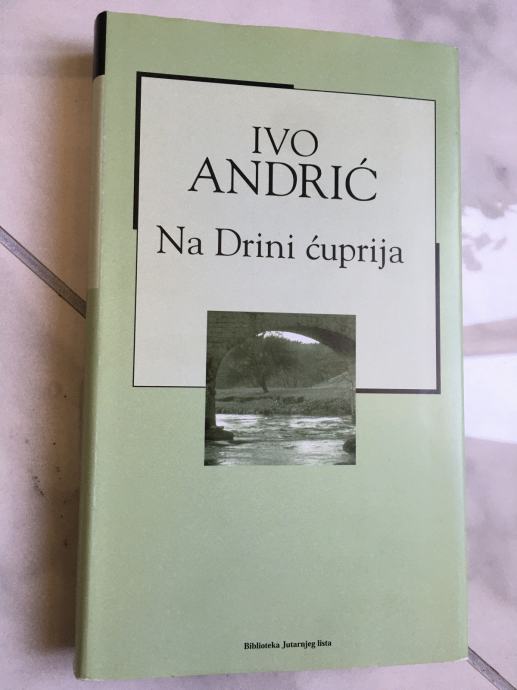 IVO
ANDRIĆ
Na Drini ćuprija
Biblioteka Jutarnjeg lista